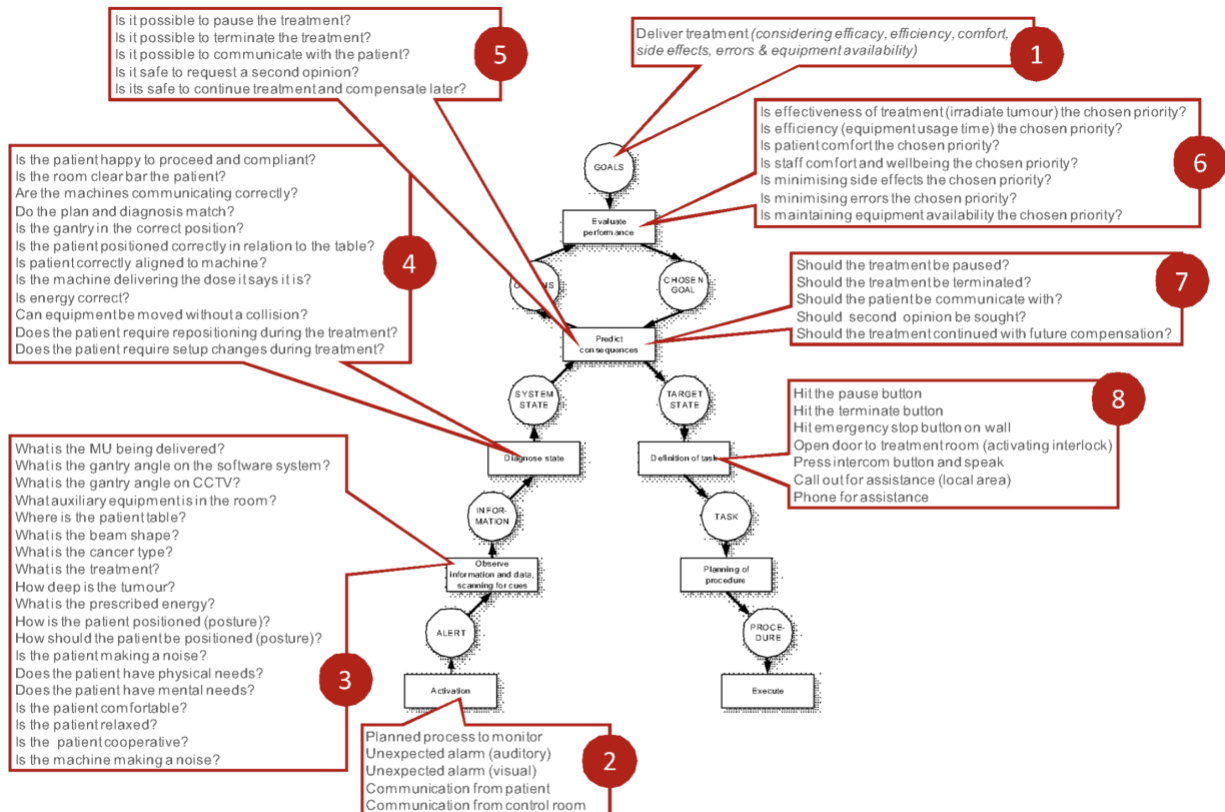 Is it possible to pause the treatment?
Is it possible to terminate the treatment?
Is it possible to communicate with the patient?
Is it safe to request a second opinion?
Is its safe to continue treatment and compensate later?
5
Deliver treatment (considering efficacy, efficiency, comfort,
side effects, errors & equipment availability)
1
Is effectiveness of treatment (irradiate tumour) the chosen priority?
Is efficiency (equipment usage time) the chosen priority?
Is patient comfort the chosen priority?
Is staff comfort and wellbeing the chosen priority?
Is minimising side effects the chosen priority?
Is minimising errors the chosen priority?
Is maintaining equipment availability the chosen priority?
6
Is the patient happy to proceed and compliant?
Is the room clear bar the patient?
Are the machines communicating correctly?
Do the plan and diagnosis match?
Is the gantry in the correct position?
Is the patient positioned correctly in relation to the table?
Is patient correctly aligned to machine?
Is the machine delivering the dose it says it is?
Is energy correct?
Can equipment be moved without a collision?
Does the patient require repositioning during the treatment?
Does the patient require setup changes during treatment?
4
GOALS
Evaluate
performance
CHOSEN
GOAL
Predict
consequences
Should the treatment be paused?
Should the treatment be terminated?
Should the patient be communicate with?
Should second opinion be sought?
Should the treatment continued with future compensation?
7
SYSTEM
STATE
TARGET
STATE
Diagnose state
Definition of task
Hit the pause button
Hit the terminate button
Hit emergency stop button on wall
Open door to treatment room (activating interlock)
Press intercom button and speak
Call out for assistance (local area)
Phone for assistance
8
What is the MU being delivered?
What is the gantry angle on the software system?
What is the gantry angle on CCTV?
What auxiliary equipment is in the room?
Where is the patient table?
What is the beam shape?
What is the cancer type?
What is the treatment?
How deep is the tumour?
What is the prescribed energy?
How is the patient positioned (posture)?
How should the patient be positioned (posture)?
Is the patient making a noise?
Does the patient have physical needs?
Does the patient have mental needs?
Is the patient comfortable?
Is the patient relaxed?
Is the patient cooperative?
Is the machine making a noise?
3
INFOR-
MATION
TASK
Observe
information and data,
scanning for cues
Planning of
procedure
ALERT
PROCE-
DURE
Activation
Execute
Planned process to monitor
Unexpected alarm (auditory)
Unexpected alarm (visual)
Communication from patient
Communication from control room
2